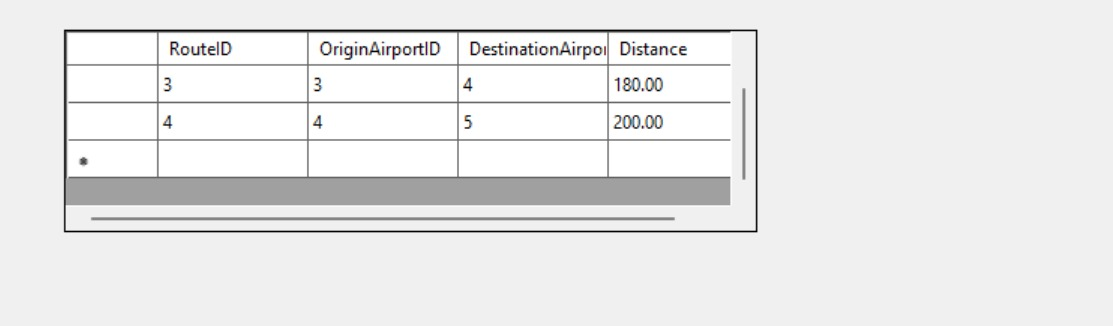 RouteID OriginAirportID DestinationAirpor Distance
3 3 4 180.00
4 4 5 200.00
*